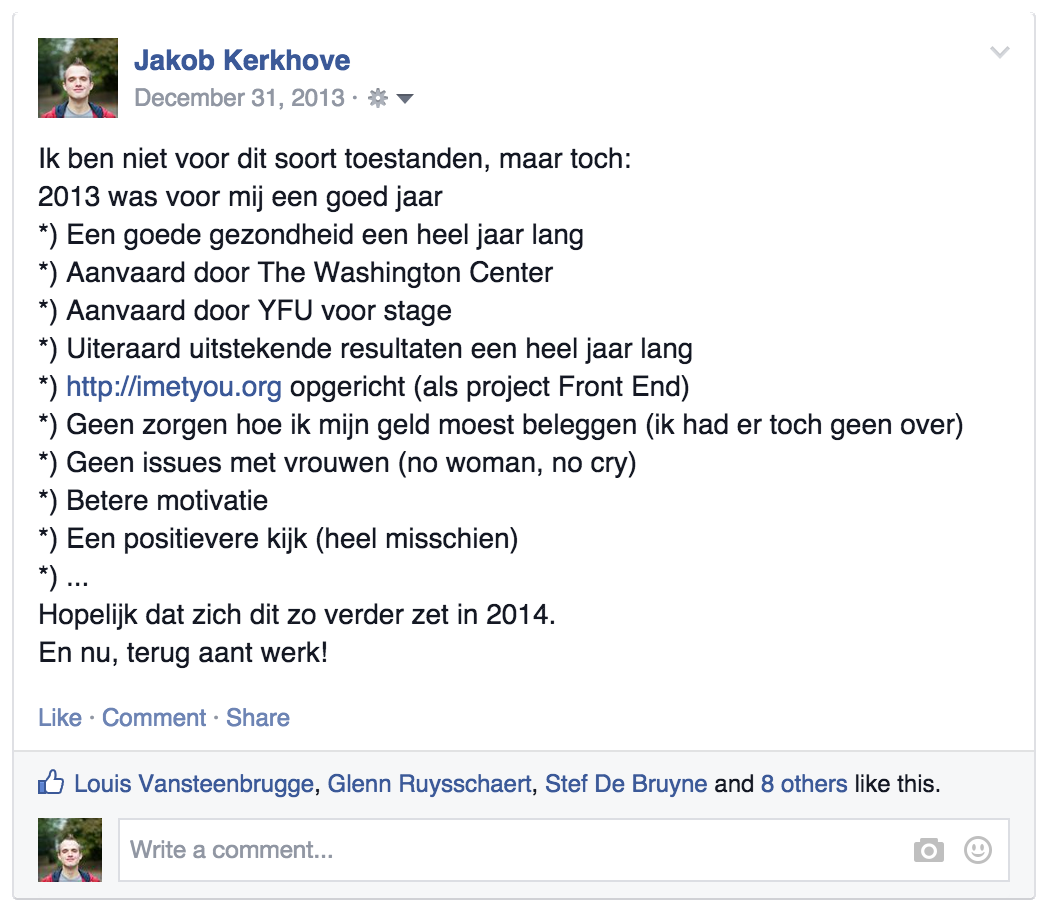 Jakob Kerkhove
December 31, 2013 ·
Ik ben niet voor dit soort toestanden, maar toch:
2013 was voor mij een goed jaar
*) Een goede gezondheid een heel jaar lang
*) Aanvaard door The Washington Center
*) Aanvaard door YFU voor stage
*) Uiteraard uitstekende resultaten een heel jaar lang
*) http://imetyou.org opgericht (als project Front End)
*) Geen zorgen hoe ik mijn geld moest beleggen (ik had er toch geen over)
*) Geen issues met vrouwen (no woman, no cry)
*) Betere motivatie
*) Een positievere kijk (heel misschien)
*) ...
Hopelijk dat zich dit zo verder zet in 2014.
En nu, terug aant werk!
Like · Comment · Share
Louis Vansteenbrugge, Glenn Ruysschaert, Stef De Bruyne and 8 others like this.
Write a comment...